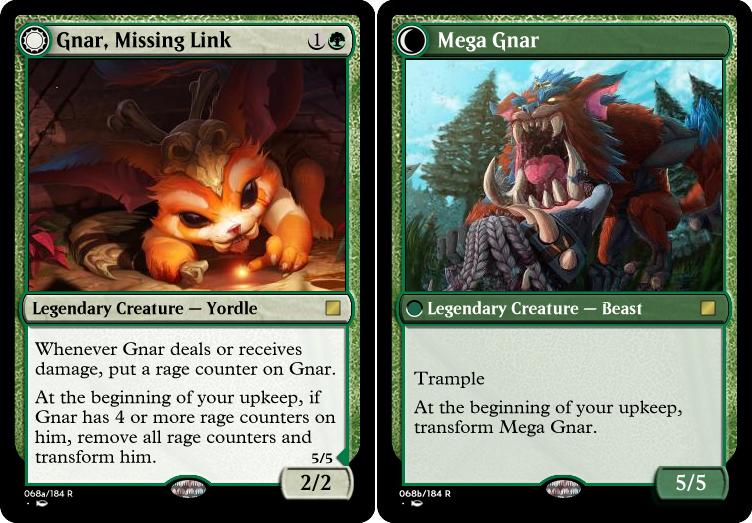 Gnar, Missing Link
1
Legendary Creature — Yordle
Whenever Gnar deals or receives
damage, put a rage counter on Gnar.
At the beginning of your upkeep, if
Gnar has 4 or more rage counters on
him, remove all rage counters and
transform him.
5/5
2/2
068a/184 R
Mega Gnar
Legendary Creature — Beast
Trample
At the beginning of your upkeep,
transform Mega Gnar.
5/5
068b/184 R